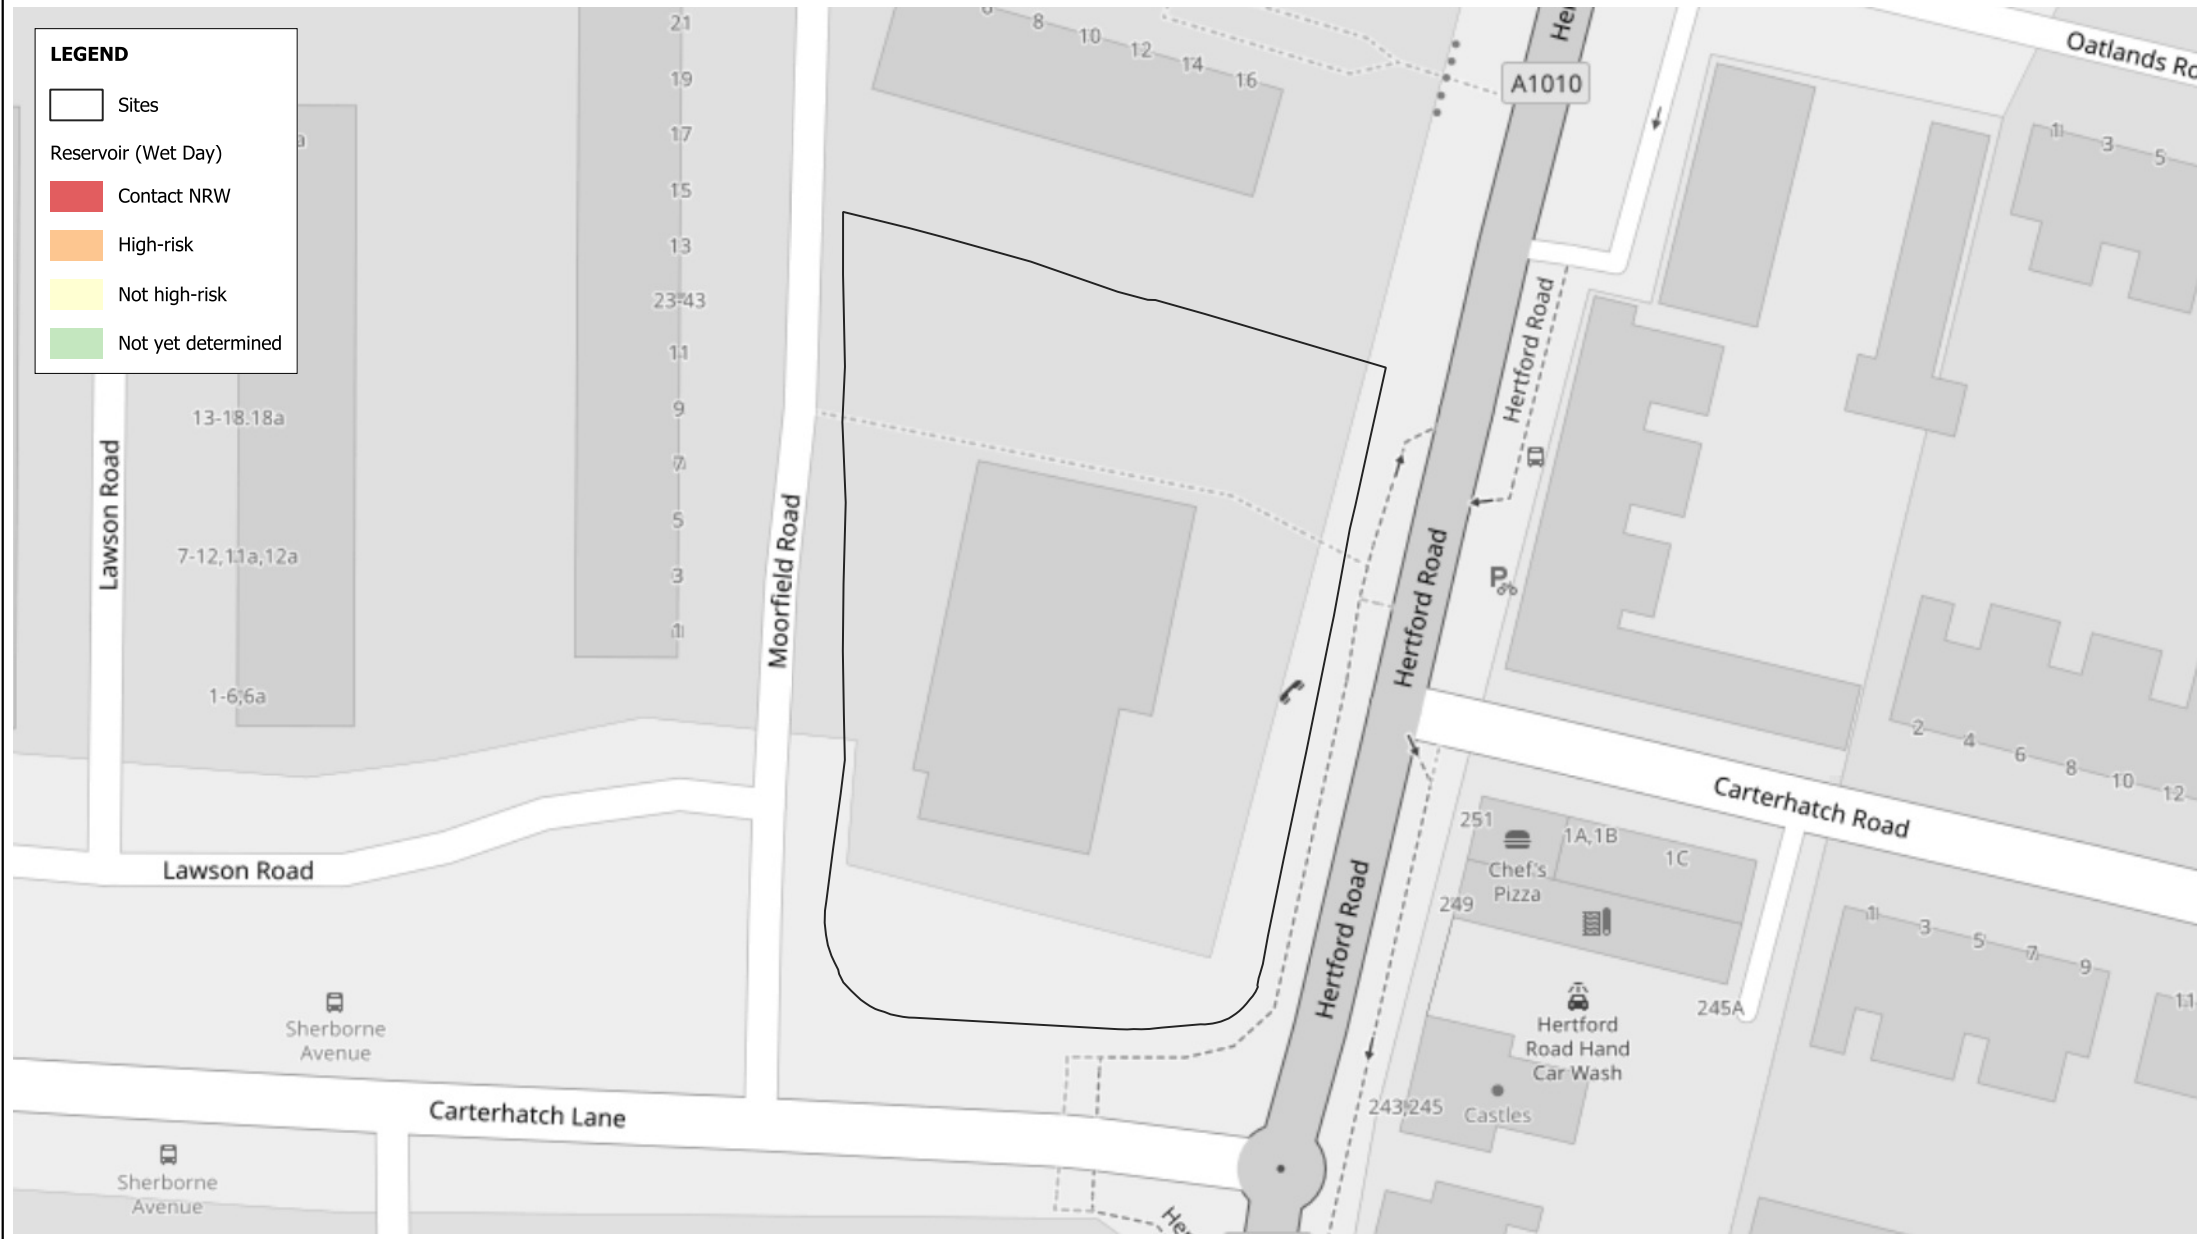 LEGEND
Sites
Reservoir (Wet Day)
Contact NRW
High-risk
Not high-risk
Not yet determined
21
19
17
15
13
23-43
11
9
7
5
3
1
8
10
12
14
16
A1010
Oatlands Ro
1
3
5
13-18.18a
7-12,11a,12a
1-6,6a
Lawson Road
Lawson Road
Moorfield Road
Hertford Road
Hertford Road
Hertford Road
Her
P
2
4
6
8
10
12
Carterhatch Road
251
1A,1B
1C
Chef's
Pizza
249
245A
Hertford
Road Hand
Car Wash
243,245
Castles
1
3
5
7
9
11
Sherborne
Avenue
Carterhatch Lane
Sherborne
Avenue
Her